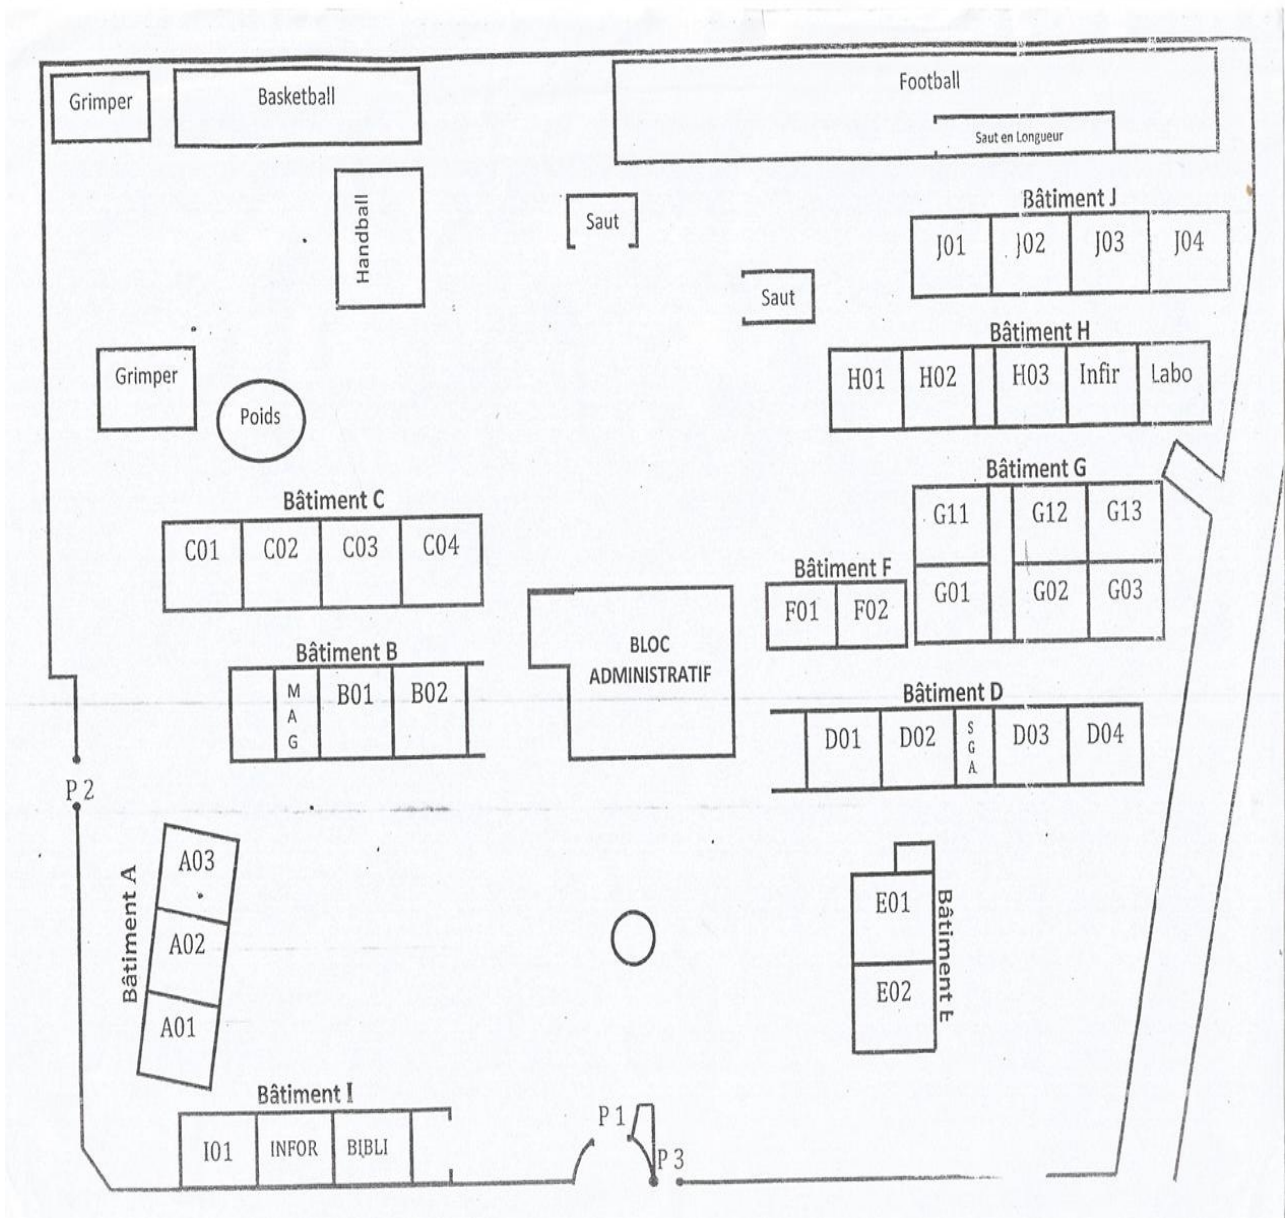 Grimper
Basketball
Football
Saut en Longueur
Handball
Saut
Bâtiment J
J01 J02 J03 J04
Saut
Bâtiment H
H01 H02 H03 Infir Labo
Grimper
Poids
Bâtiment G
G11 G12 G13
G01 G02 G03
Bâtiment C
C01 C02 C03 C04
Bâtiment F
F01 F02
BLOC
ADMINISTRATIF
Bâtiment B
M
A
G
B01 B02
Bâtiment D
D01 D02
S
G
A
D03 D04
P 2
Bâtiment A
A03
A02
A01
Bâtiment E
E01
E02
Bâtiment I
I01 INFOR BIBLI
P 1
P 3